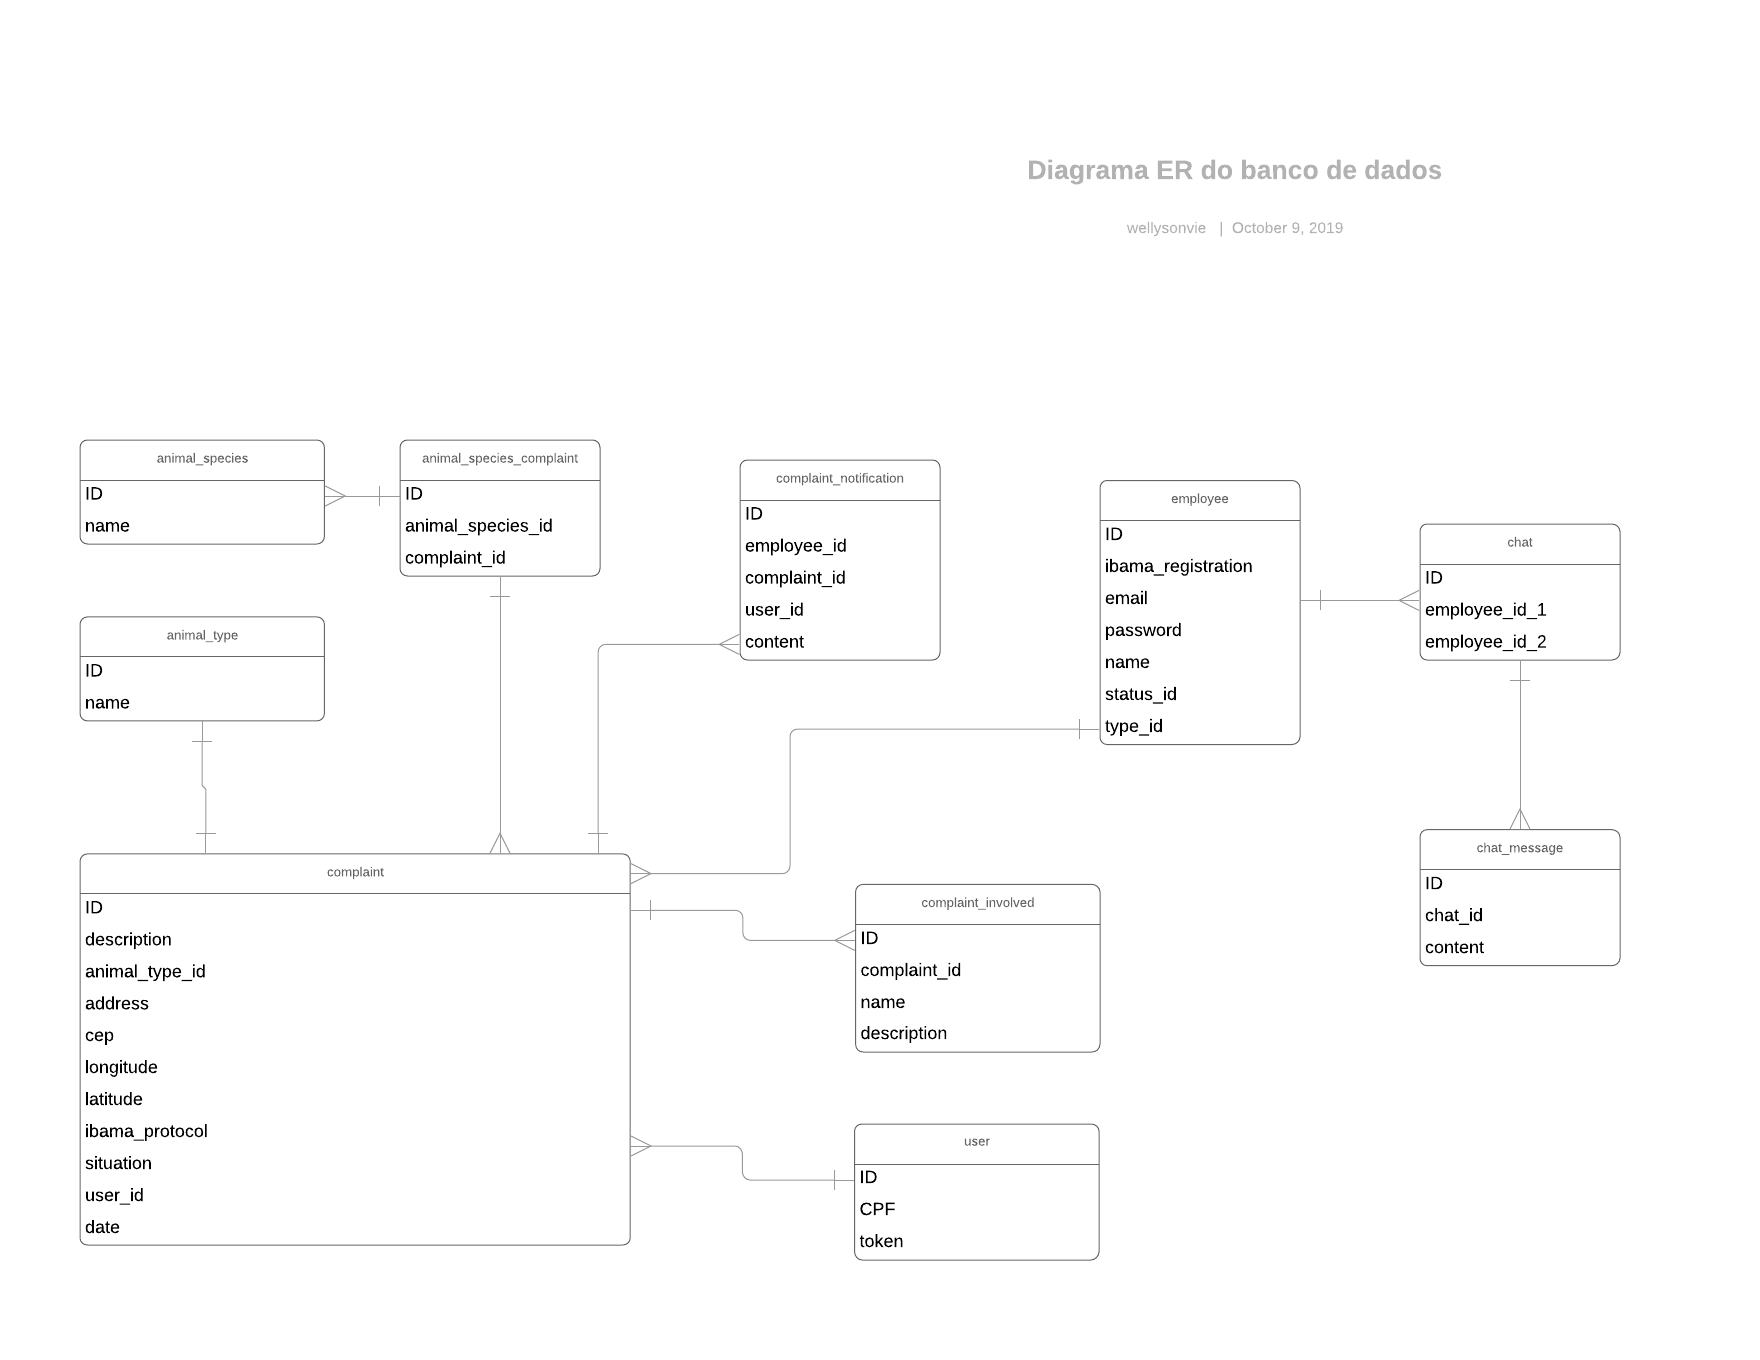 Diagrama ER do banco de dados
wellysonvie | October 9, 2019
animal_species
ID
name
animal_species_complaint
ID
animal_species_id
complaint_id
complaint_notification
ID
employee_id
complaint_id
user_id
content
employee
ID
ibama_registration
email
password
name
status_id
type_id
chat
ID
employee_id_1
employee_id_2
animal_type
ID
name
chat_message
ID
chat_id
content
complaint
ID
description
animal_type_id
address
cep
longitude
latitude
ibama_protocol
situation
user_id
date
complaint_involved
ID
complaint_id
name
description
user
ID
CPF
token